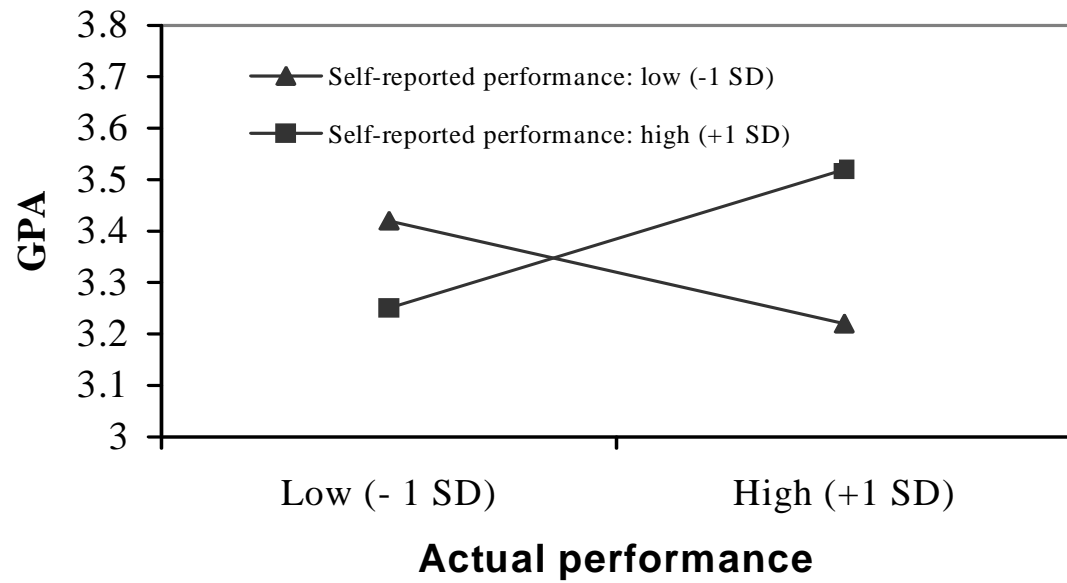 3.8
3.7
3.6
3.5
3.4
3.3
3.2
3.1
3
GPA
Self-reported performance: low (-1 SD)
Self-reported performance: high (+1 SD)
Low (- 1 SD)
High (+1 SD)
Actual performance